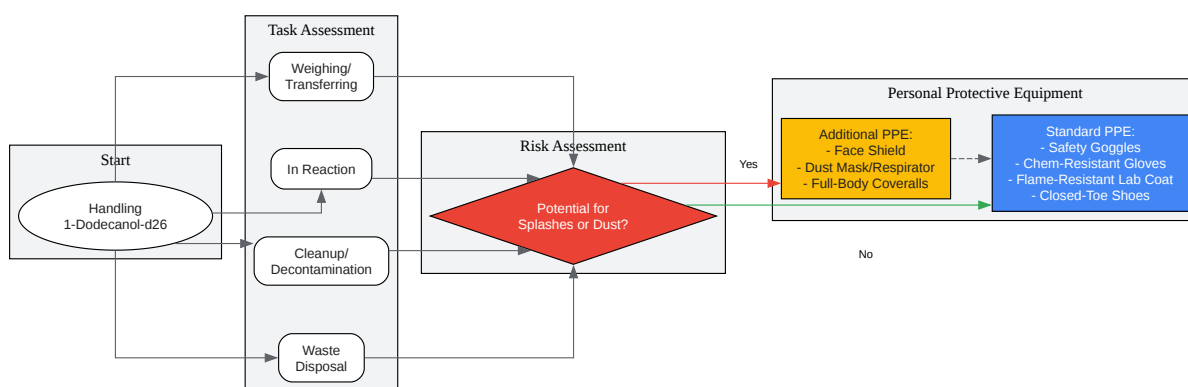 Start
Handling
1-Dodecanol-d26
Task Assessment
Weighing/
Transferring
In Reaction
Cleanup/
Decontamination
Waste
Disposal
Risk Assessment
Potential for
Splashes or Dust?
Yes
No
Personal Protective Equipment
Additional PPE:
- Face Shield
- Dust Mask/Respirator
- Full-Body Coveralls
Standard PPE:
- Safety Goggles
- Chem-Resistant Gloves
- Flame-Resistant Lab Coat
- Closed-Toe Shoes